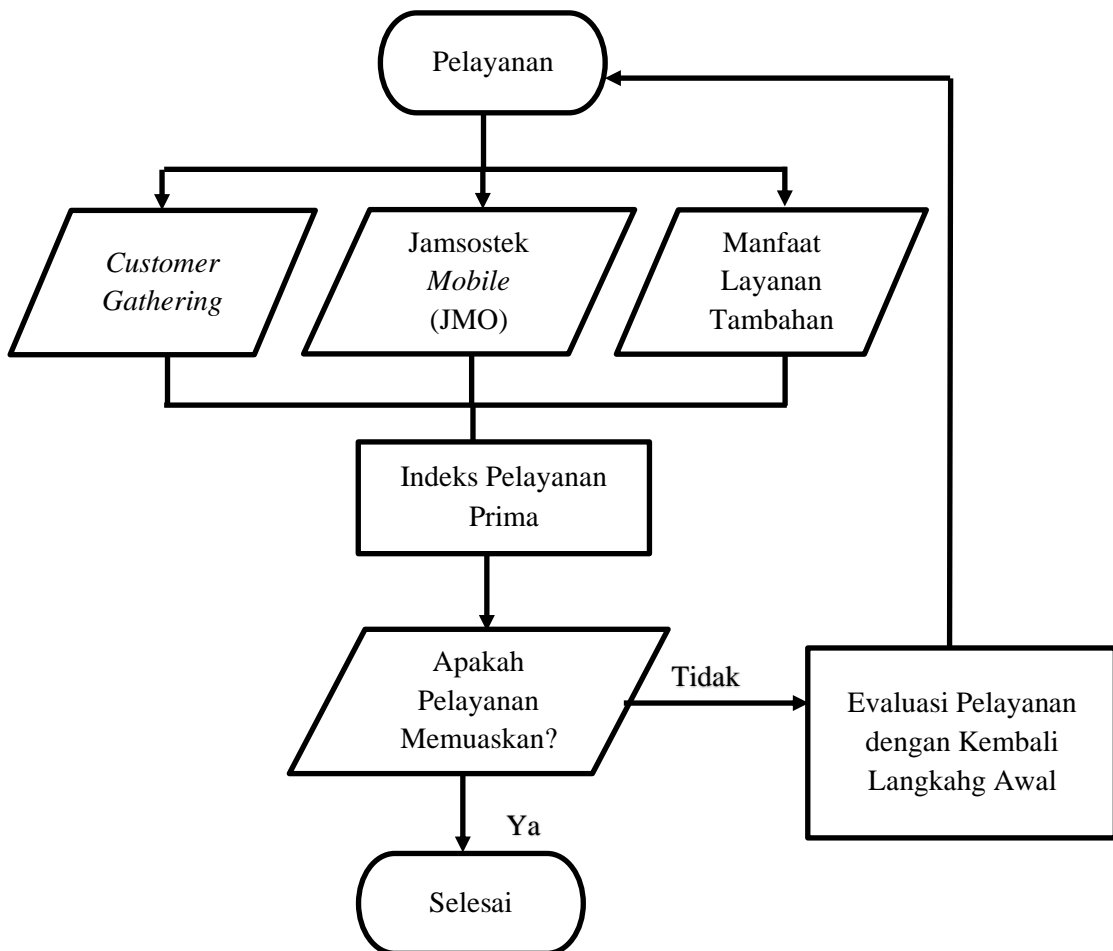 Pelayanan
Customer
Gathering
Jamsostek
Mobile
(JMO)
Manfaat
Layanan
Tambahan
Indeks Pelayanan
Prima
Apakah
Pelayanan
Memuaskan?
Tidak
Evaluasi Pelayanan
dengan Kembali
Langkahg Awal
Ya
Selesai